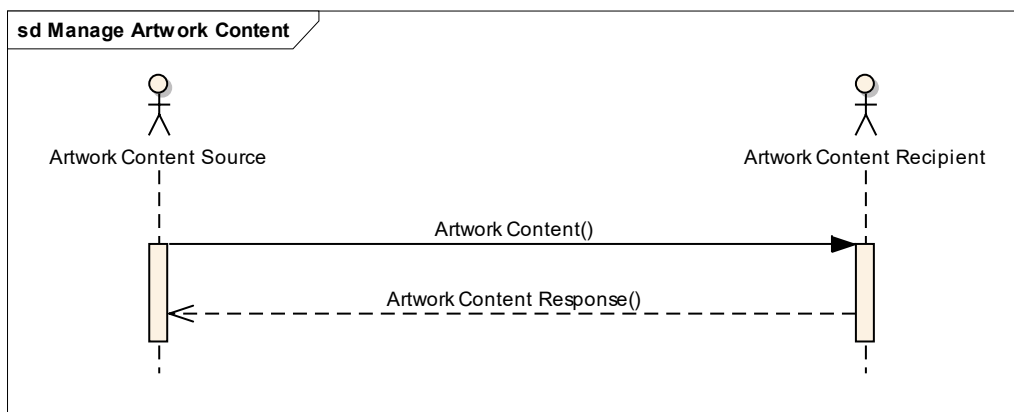 sd Manage Artwork Content
Artwork Content Source
Artwork Content Recipient
Artwork Content()
Artwork Content Response()